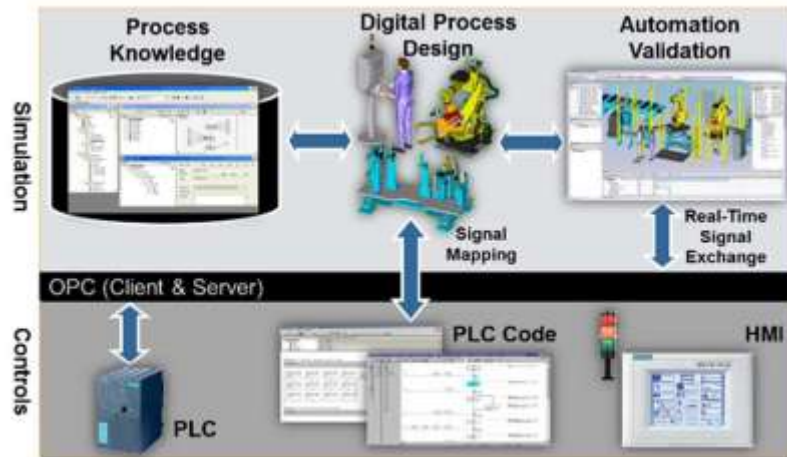 Process
Knowledge
Digital Process
Design
Automation
Validation
Simulation
Signal
Mapping
Real-Time
Signal
Exchange
OPC (Client & Server)
Controls
PLC
PLC Code
HMI